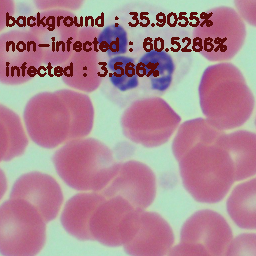 background : 35.9055%
non-infected : 60.5286%
infected : 3.566%